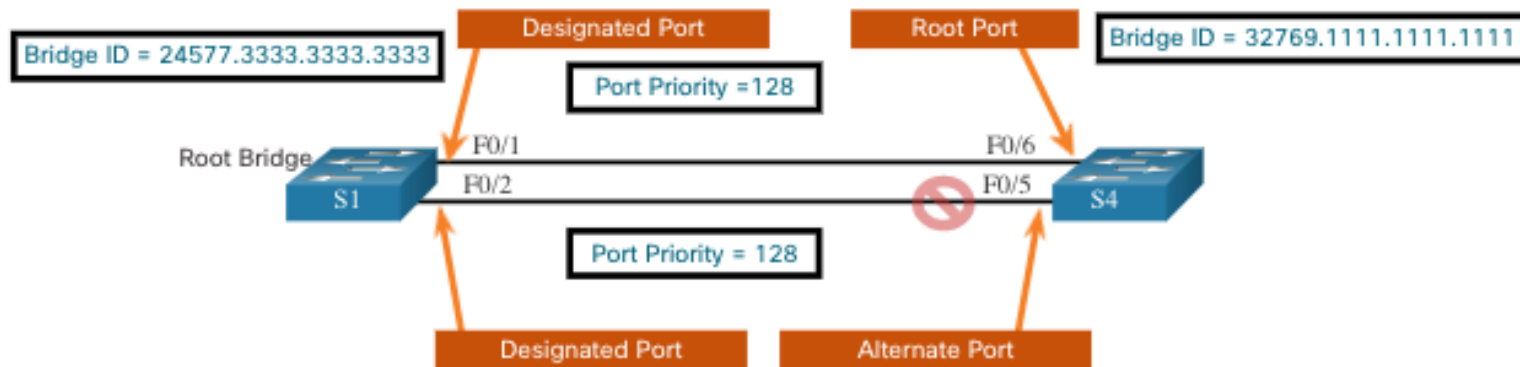 Designated Port
Root Port
Bridge ID = 24577.3333.3333.3333
Bridge ID = 32769.1111.1111.1111
Port Priority =128
F0/1
F0/6
Root Bridge
F0/2
F0/5
S1
S4
Port Priority = 128
Designated Port
Alternate Port